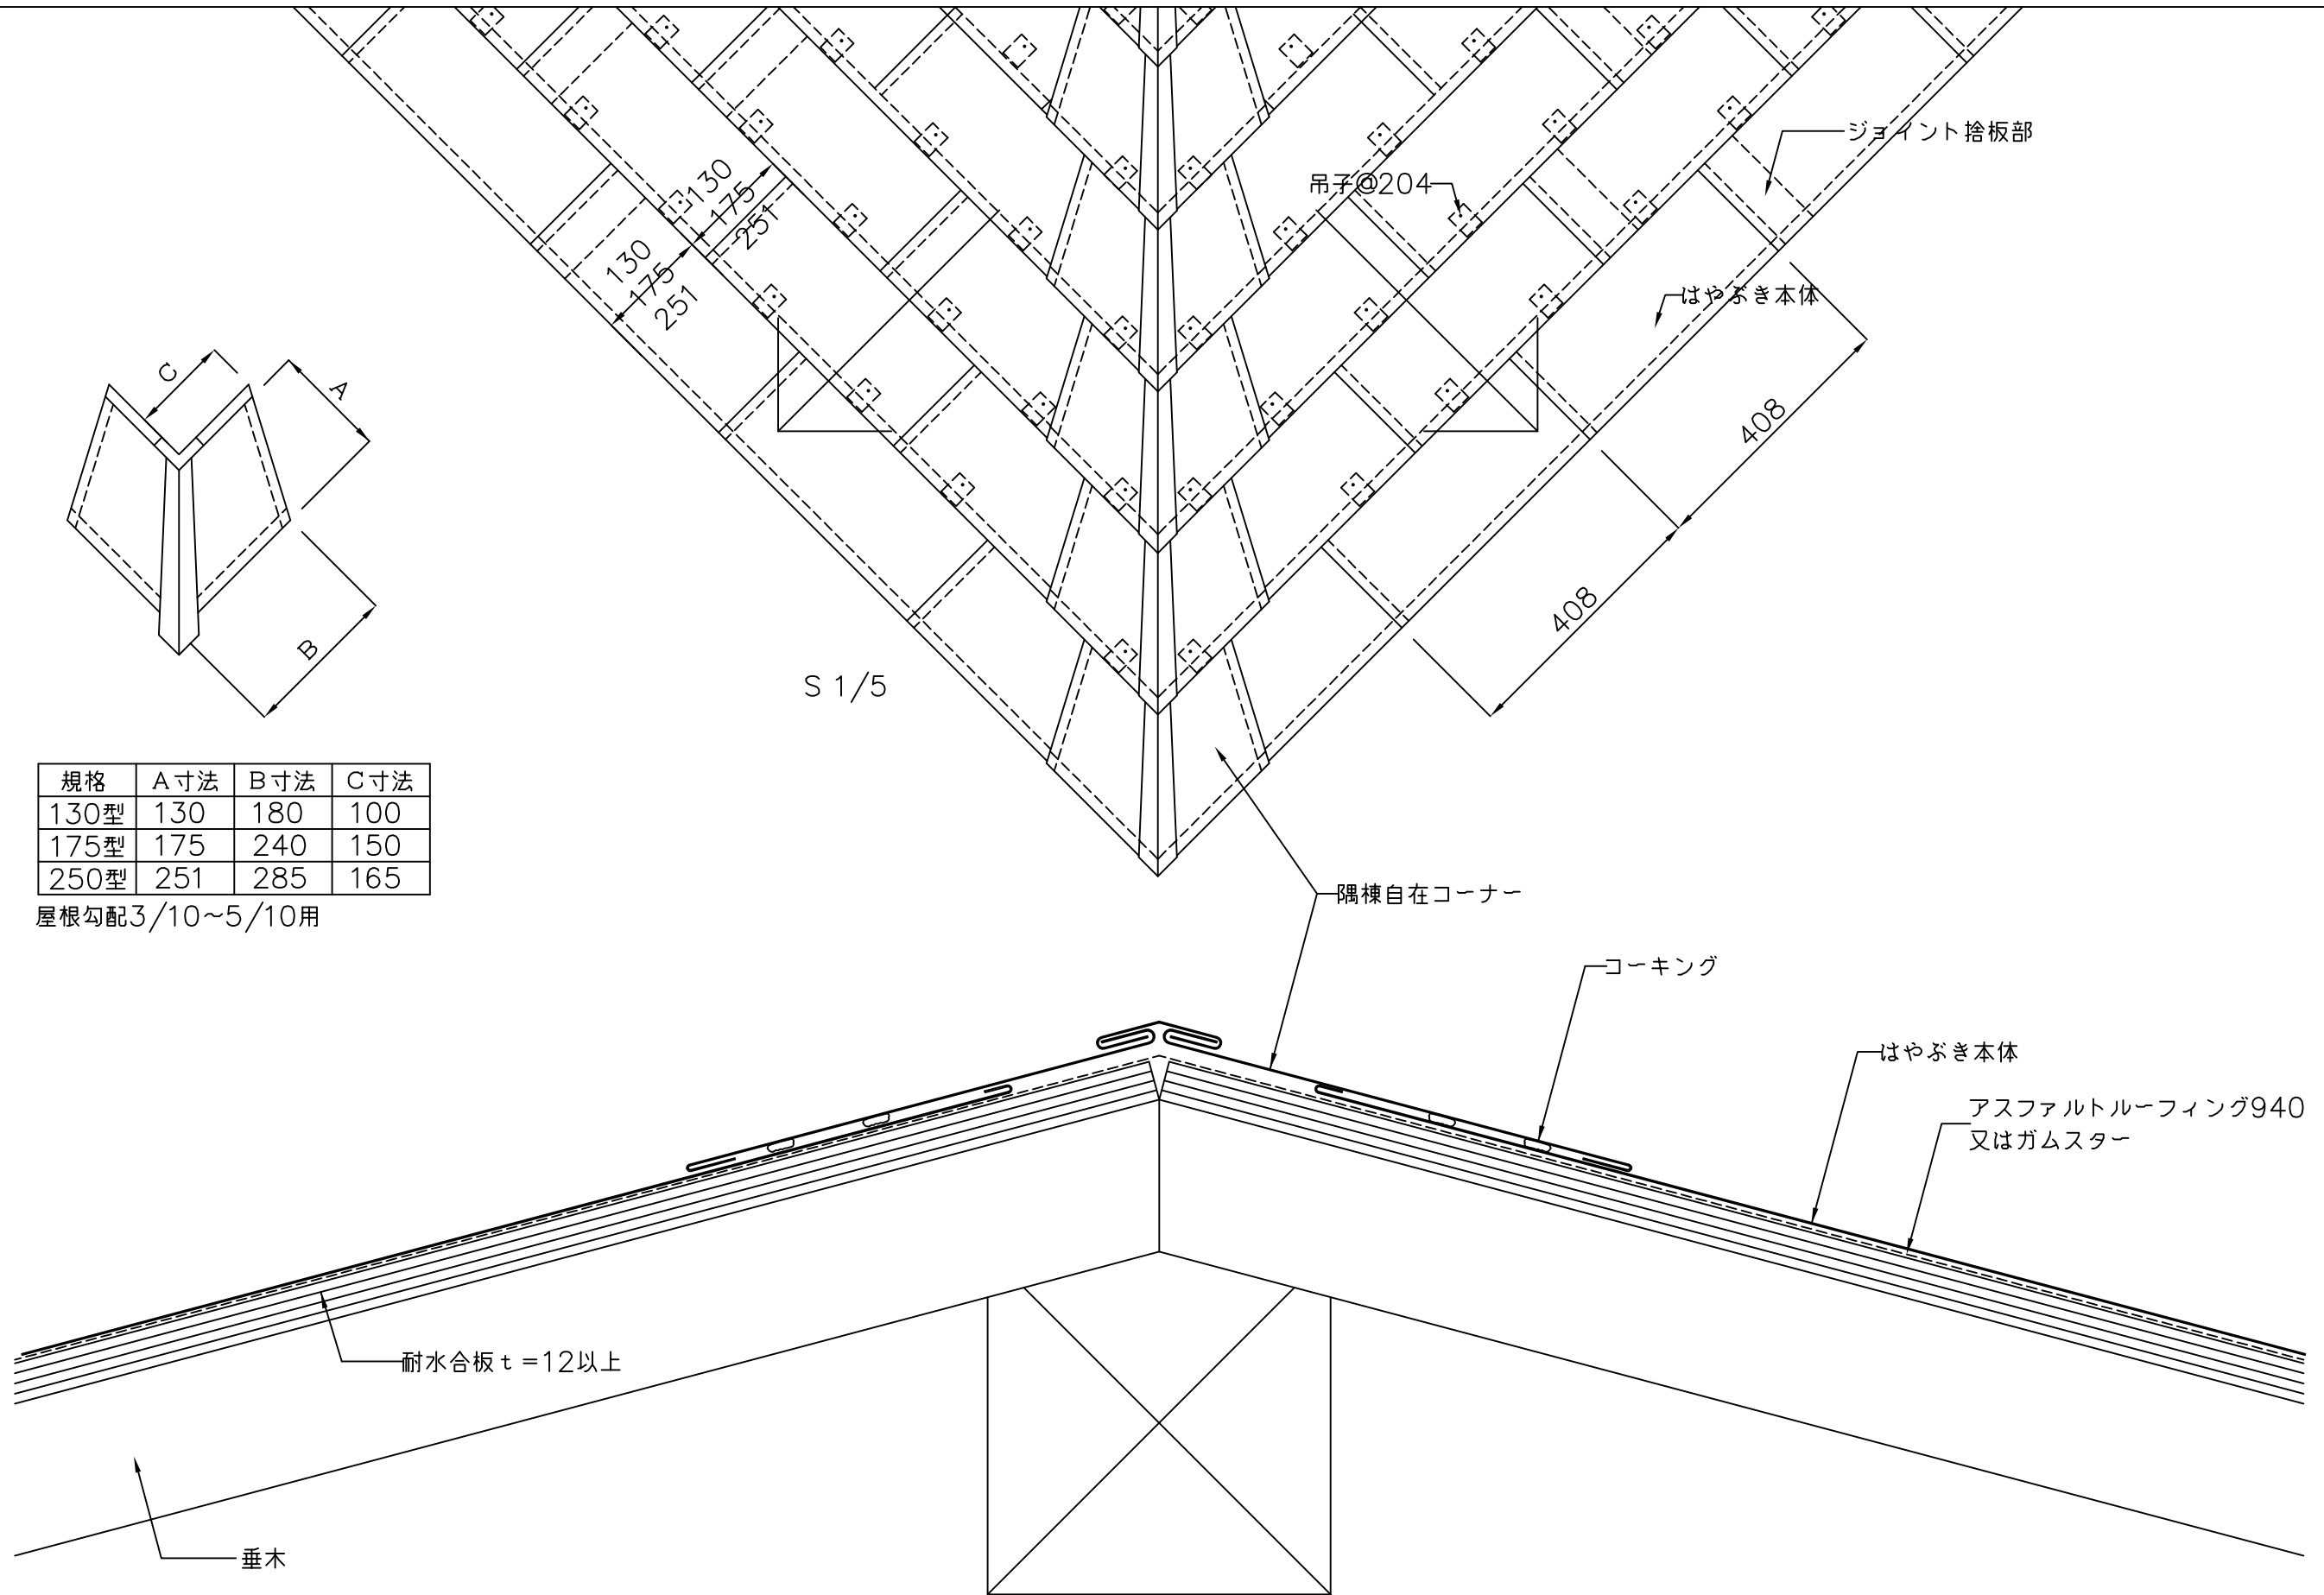 ジョイント捨板部
吊子@204
130
175
251
130
175
251
はやぶき本体
C
A
B
408
408
S 1/5
規格 A寸法 B寸法 C寸法
130型 130 180 100
175型 175 240 150
250型 251 285 165
屋根勾配3/10〜5/10用
隅棟自在コーナー
コーキング
はやぶき本体
アスファルトルーフィング940
又はガムスター
耐水合板t=12以上
垂木